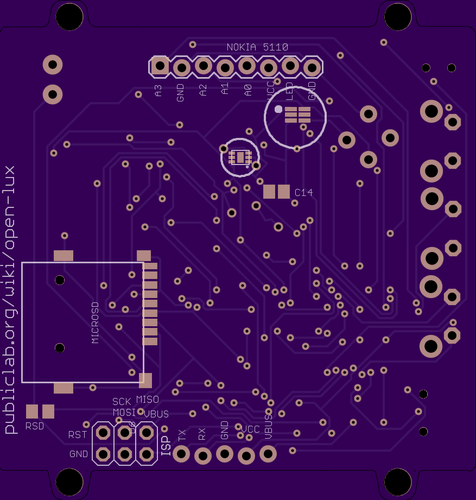 NOKIA 5110
A3
GND
A2
A1
A0
VCC
LED
GND
C14
publiclab.org/wiki/open-lux
MICROSD
RSD
SCK MISO
MOSI VBUS
RST
GND
ISP
TX
RX
GND
VCC
VBUS